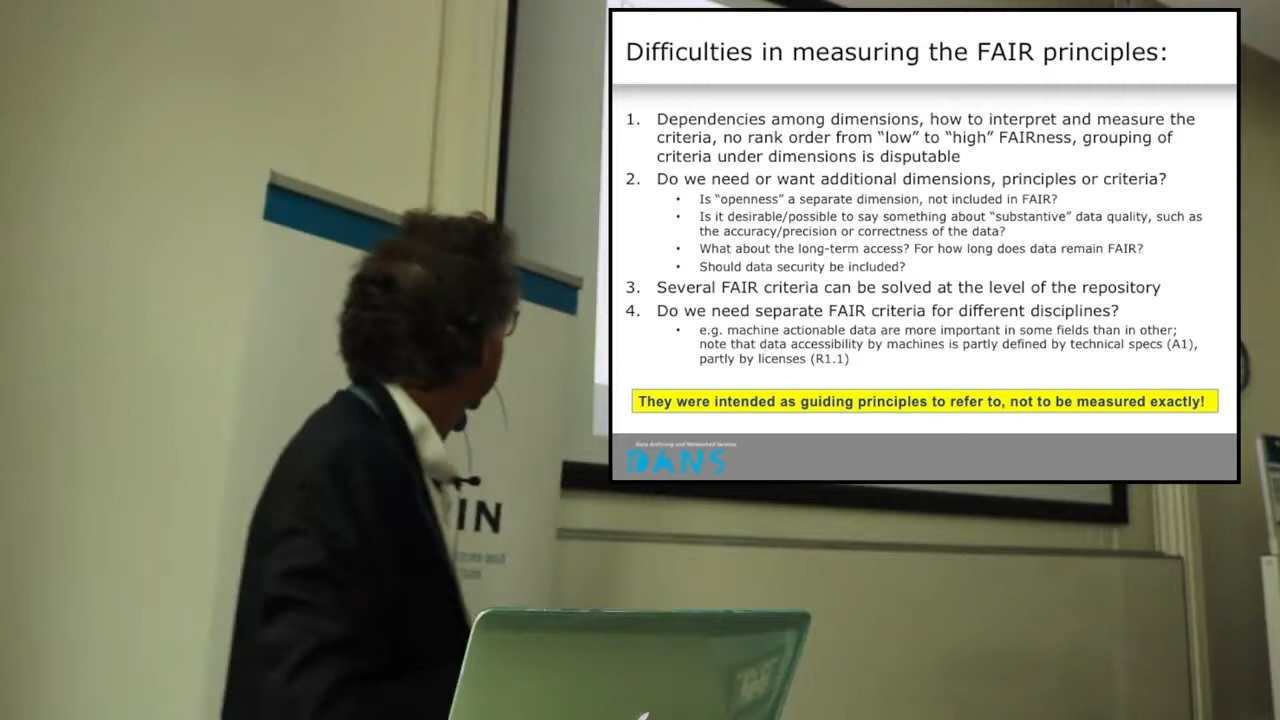 Difficulties in measuring the FAIR principles:
1. Dependencies among dimensions, how to interpret and measure the
criteria, no rank order from “low” to “high” FAIRness, grouping of
criteria under dimensions is disputable
2. Do we need or want additional dimensions, principles or criteria?
• Is “openness” a separate dimension, not included in FAIR?
• Is it desirable/possible to say something about “substantive” data quality, such as
the accuracy/precision or correctness of the data?
• What about the long-term access? For how long does data remain FAIR?
• Should data security be included?
3. Several FAIR criteria can be solved at the level of the repository
4. Do we need separate FAIR criteria for different disciplines?
• e.g. machine actionable data are more important in some fields than in other;
note that data accessibility by machines is partly defined by technical specs (A1),
partly by licenses (R1.1)
They were intended as guiding principles to refer to, not to be measured exactly!
Data Archiving and Networked Services
DANS
IN